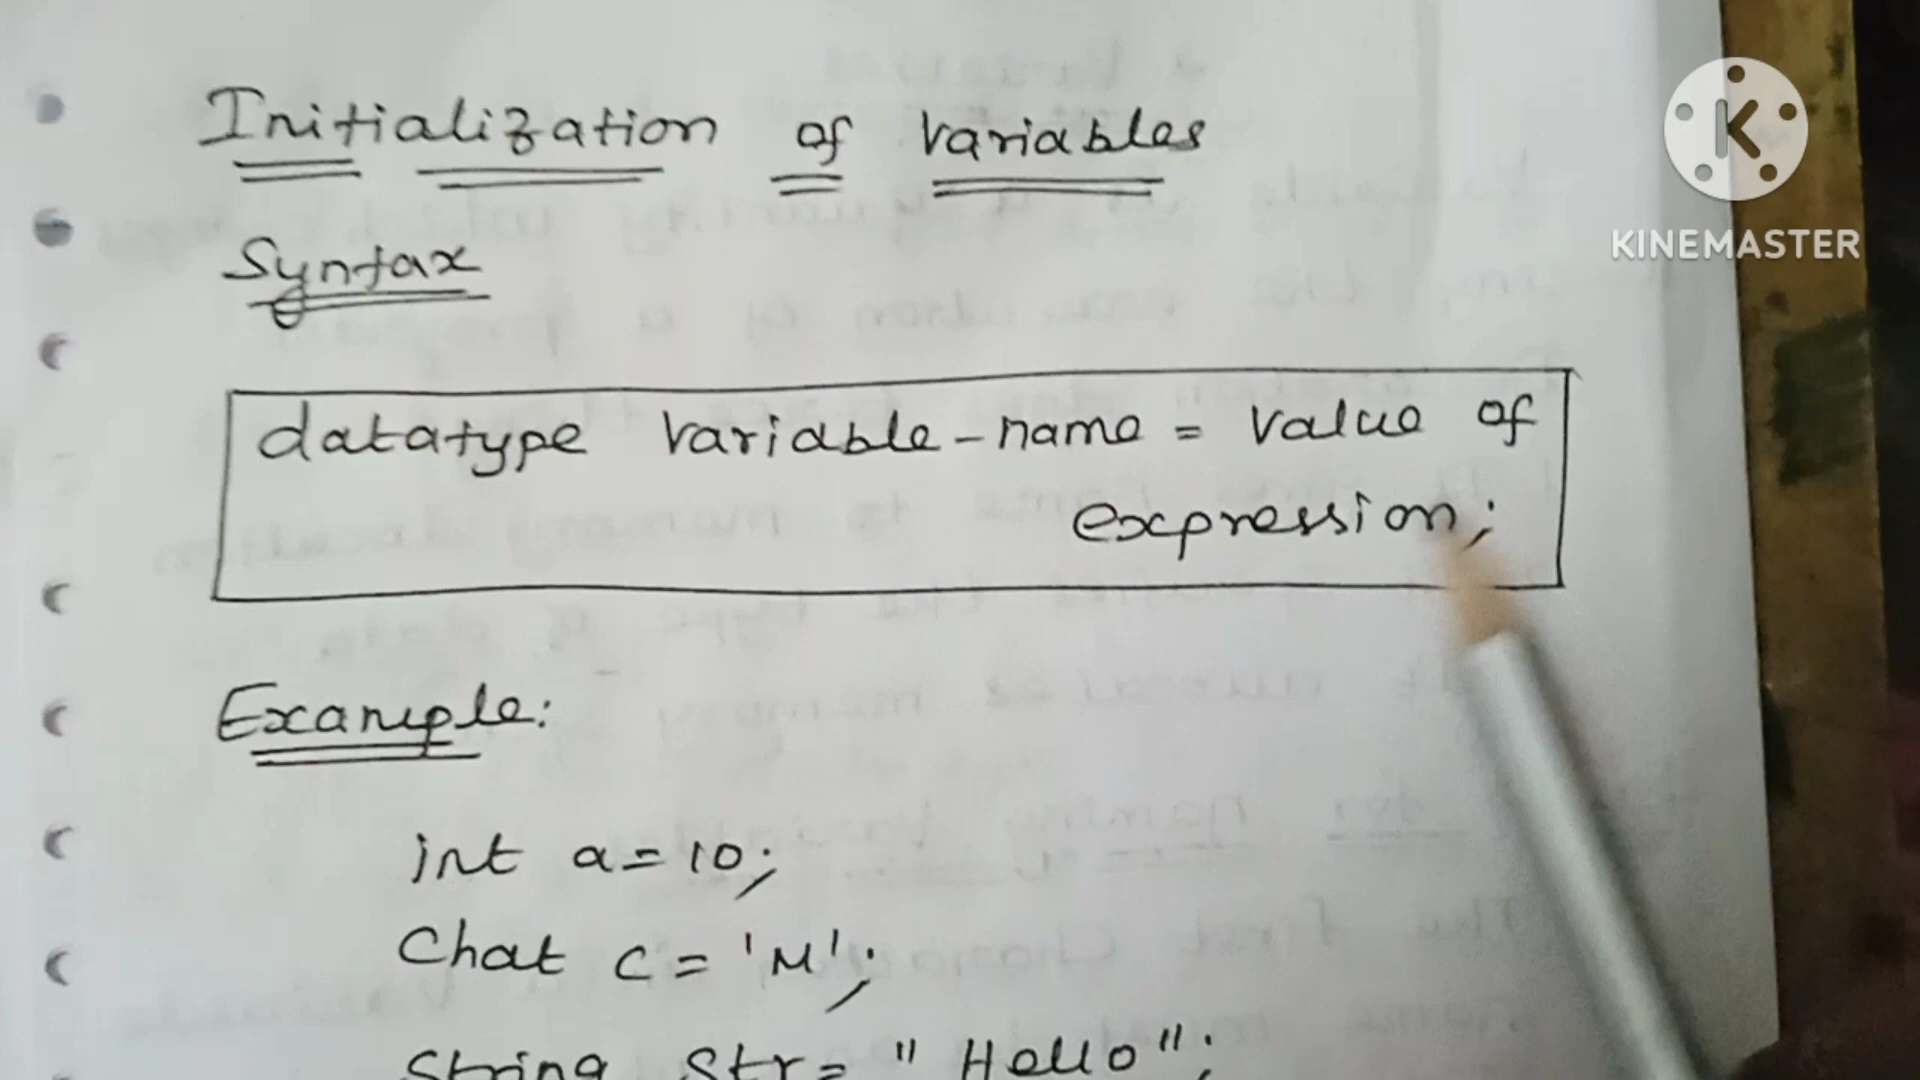 Initialization of variables
Syntax
datatype variable-name = value of
expression;
Example:
int a=10;
Chat c = 'M';
String str = "Hello";
K
KINEMASTER